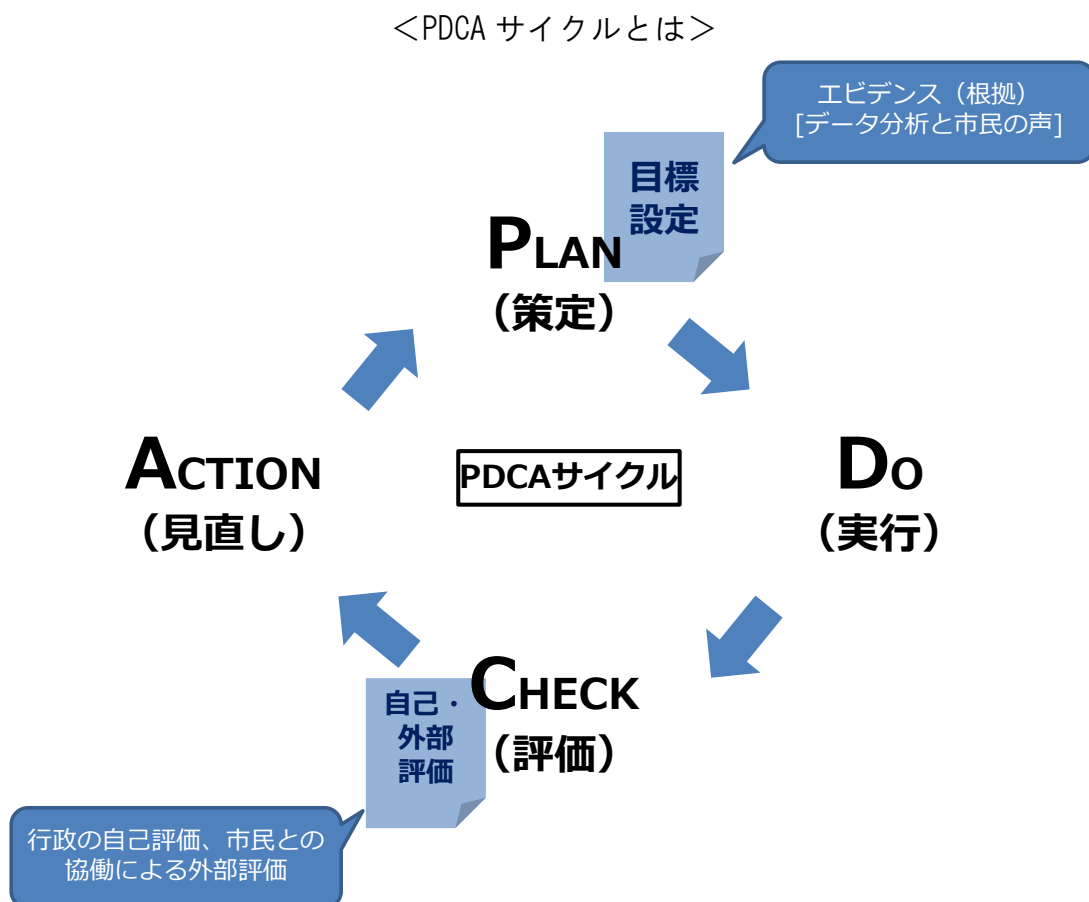 ＜PDCA サイクルとは＞
エビデンス（根拠）
[データ分析と市民の声]
目標
設定
PLAN
（策定）
ACTION
（見直し）
PDCAサイクル
DO
（実行）
自己・
外部
評価
CHECK
（評価）
行政の自己評価、市民との
協働による外部評価